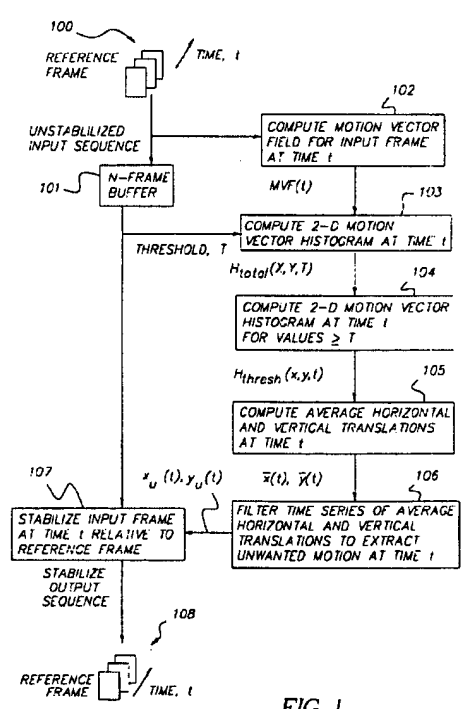 100
REFERENCE
FRAME
TIME, t
UNSTABLILIZED
INPUT SEQUENCE
102
COMPUTE MOTION VECTOR
FIELD FOR INPUT FRAME
AT TIME t
101
N-FRAME
BUFFER
MVF(t)
103
COMPUTE 2-D MOTION
VECTOR HISTOGRAM AT TIME t
THRESHOLD, T
Htotal(X,Y,T)
104
COMPUTE 2-D MOTION VECTOR
HISTOGRAM AT TIME t
FOR VALUES ≥ T
Hthresh(x,y,t)
105
COMPUTE AVERAGE HORIZONTAL
AND VERTICAL TRANSLATIONS
AT TIME t
107
xu(t),yu(t)
x̄(t), ȳ(t)
106
STABILIZE INPUT FRAME
AT TIME t RELATIVE TO
REFERENCE FRAME
FILTER TIME SERIES OF AVERAGE
HORIZONTAL AND VERTICAL
TRANSLATIONS TO EXTRACT
UNWANTED MOTION AT TIME t
STABILIZE
OUTPUT
SEQUENCE
108
REFERENCE
FRAME
TIME, t
FIG. 1